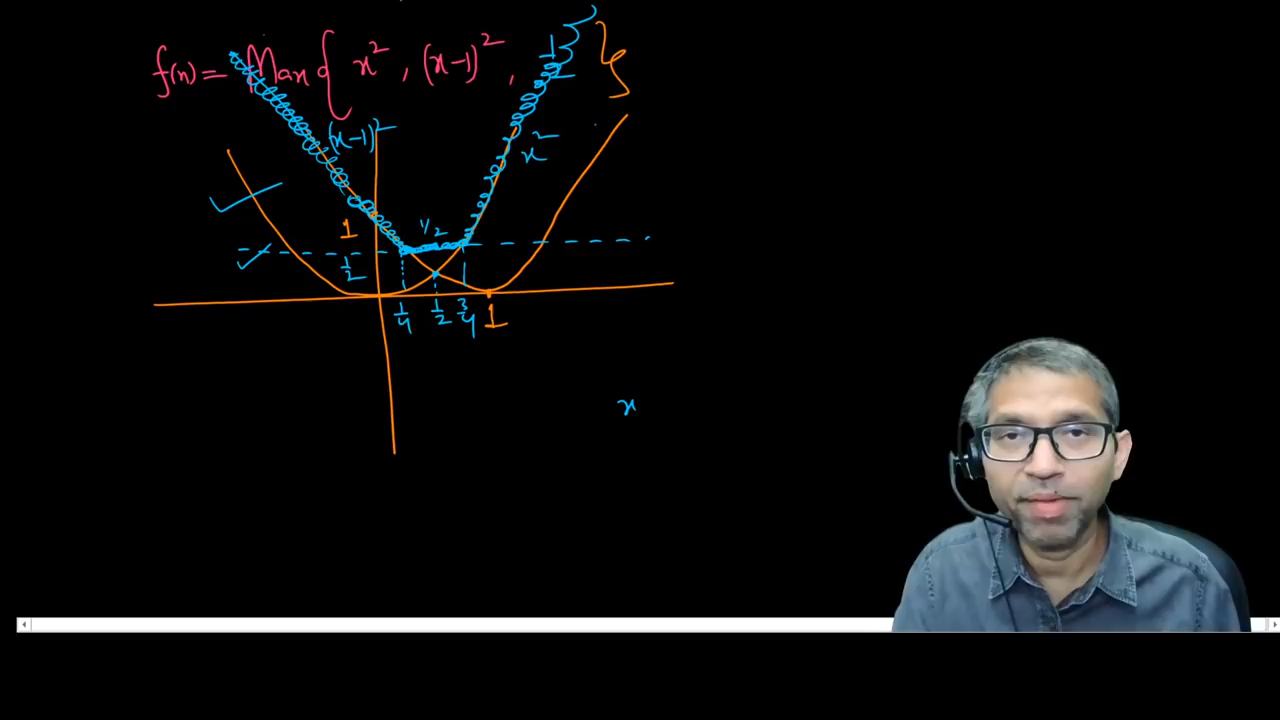 f(x) = Max { x², (x-1)², 1/2 }
(x-1)²
x²
1
1/2
1/2
1/4 1/2 3/4 1
x